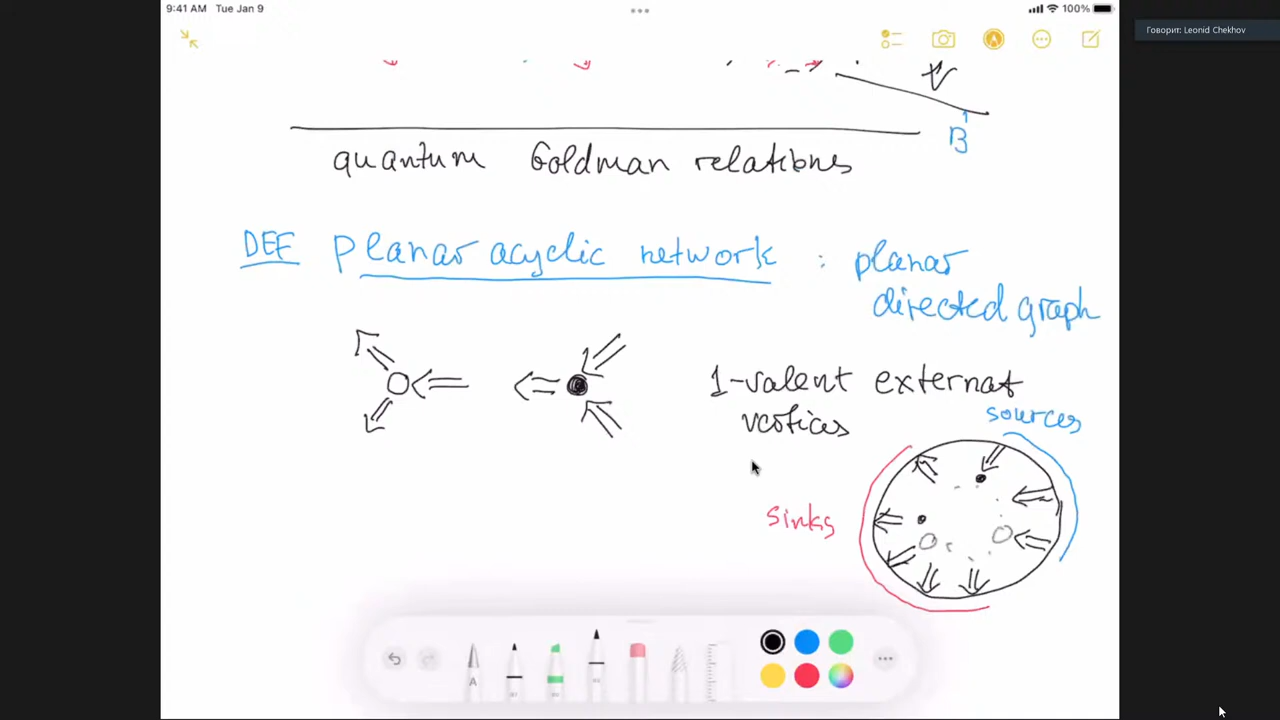 9:41 AM Tue Jan 9
100%
Говорит: Leonid Chekhov
B
quantum Goldman relations
DEF planar acyclic network : planar
directed graph
1-valent external
vertices
sources
sinks
A